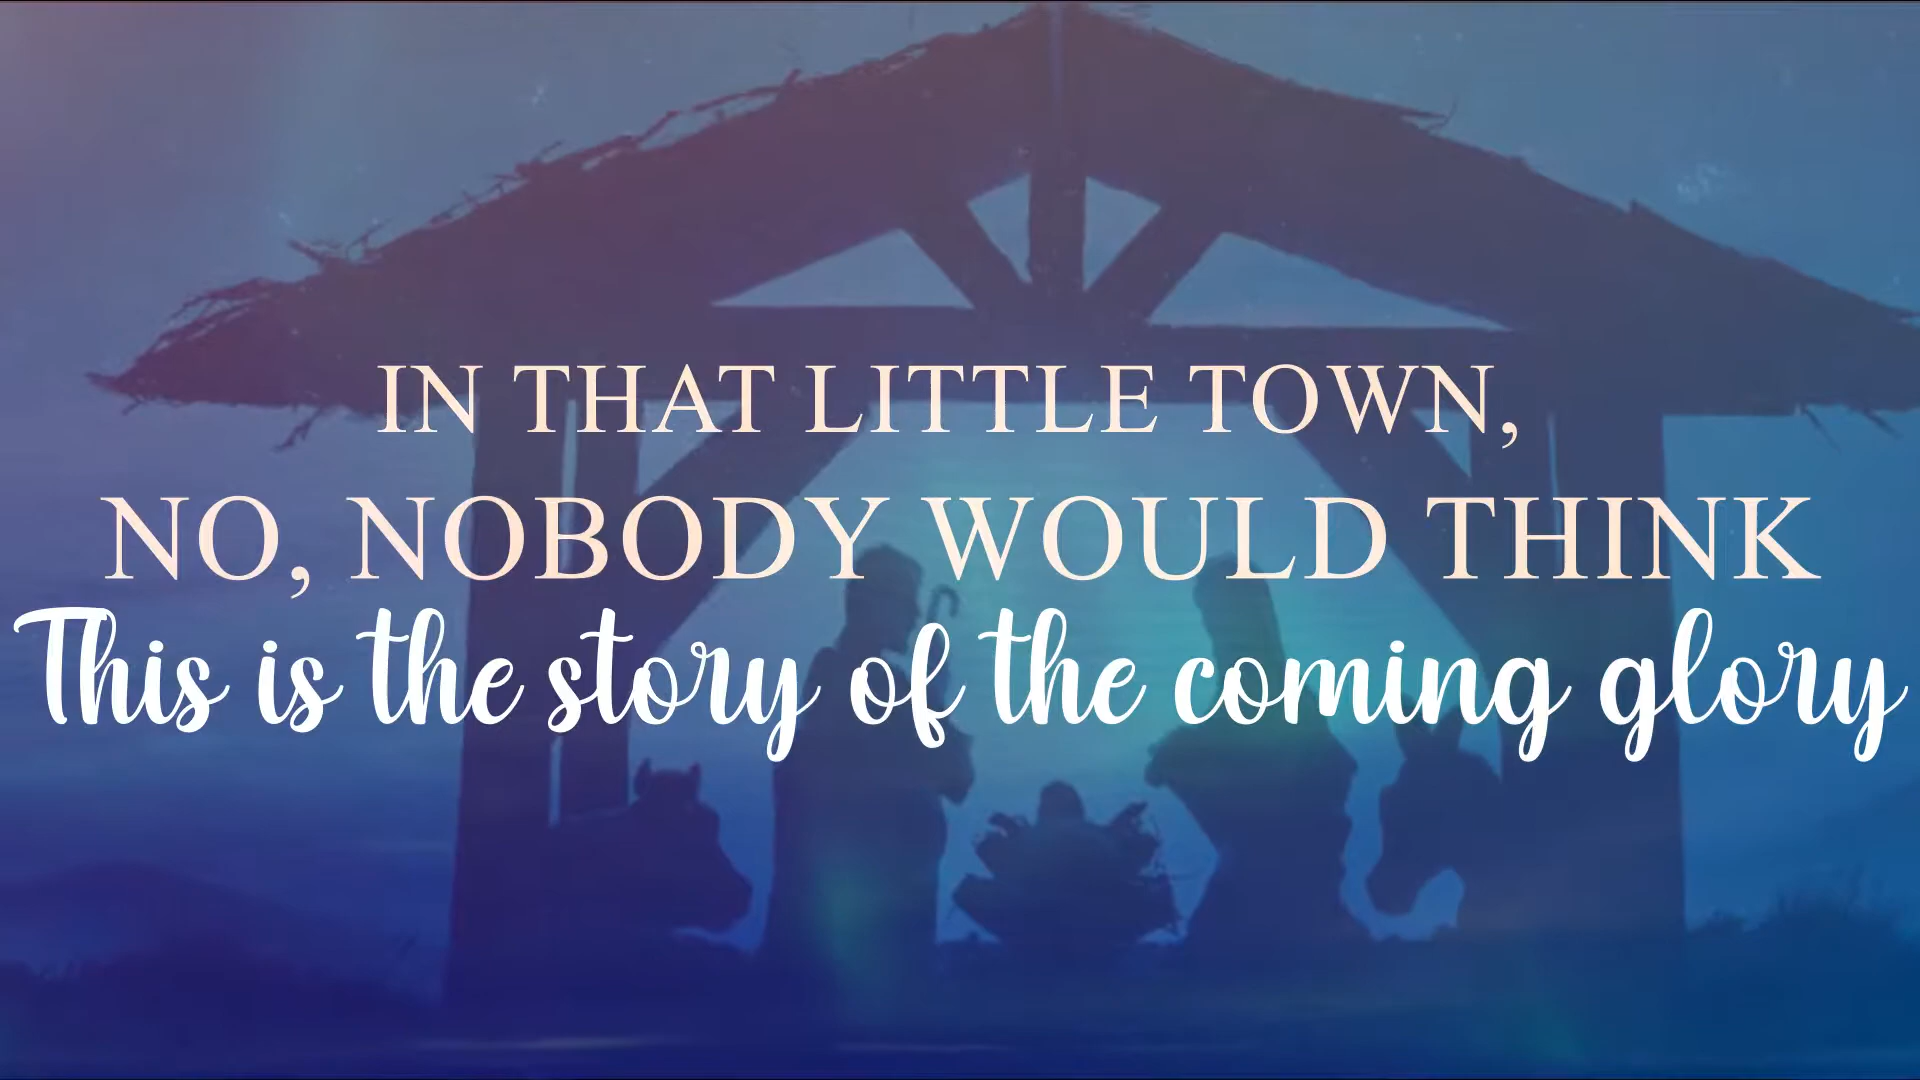 IN THAT LITTLE TOWN,
NO, NOBODY WOULD THINK
This is the story of the coming glory